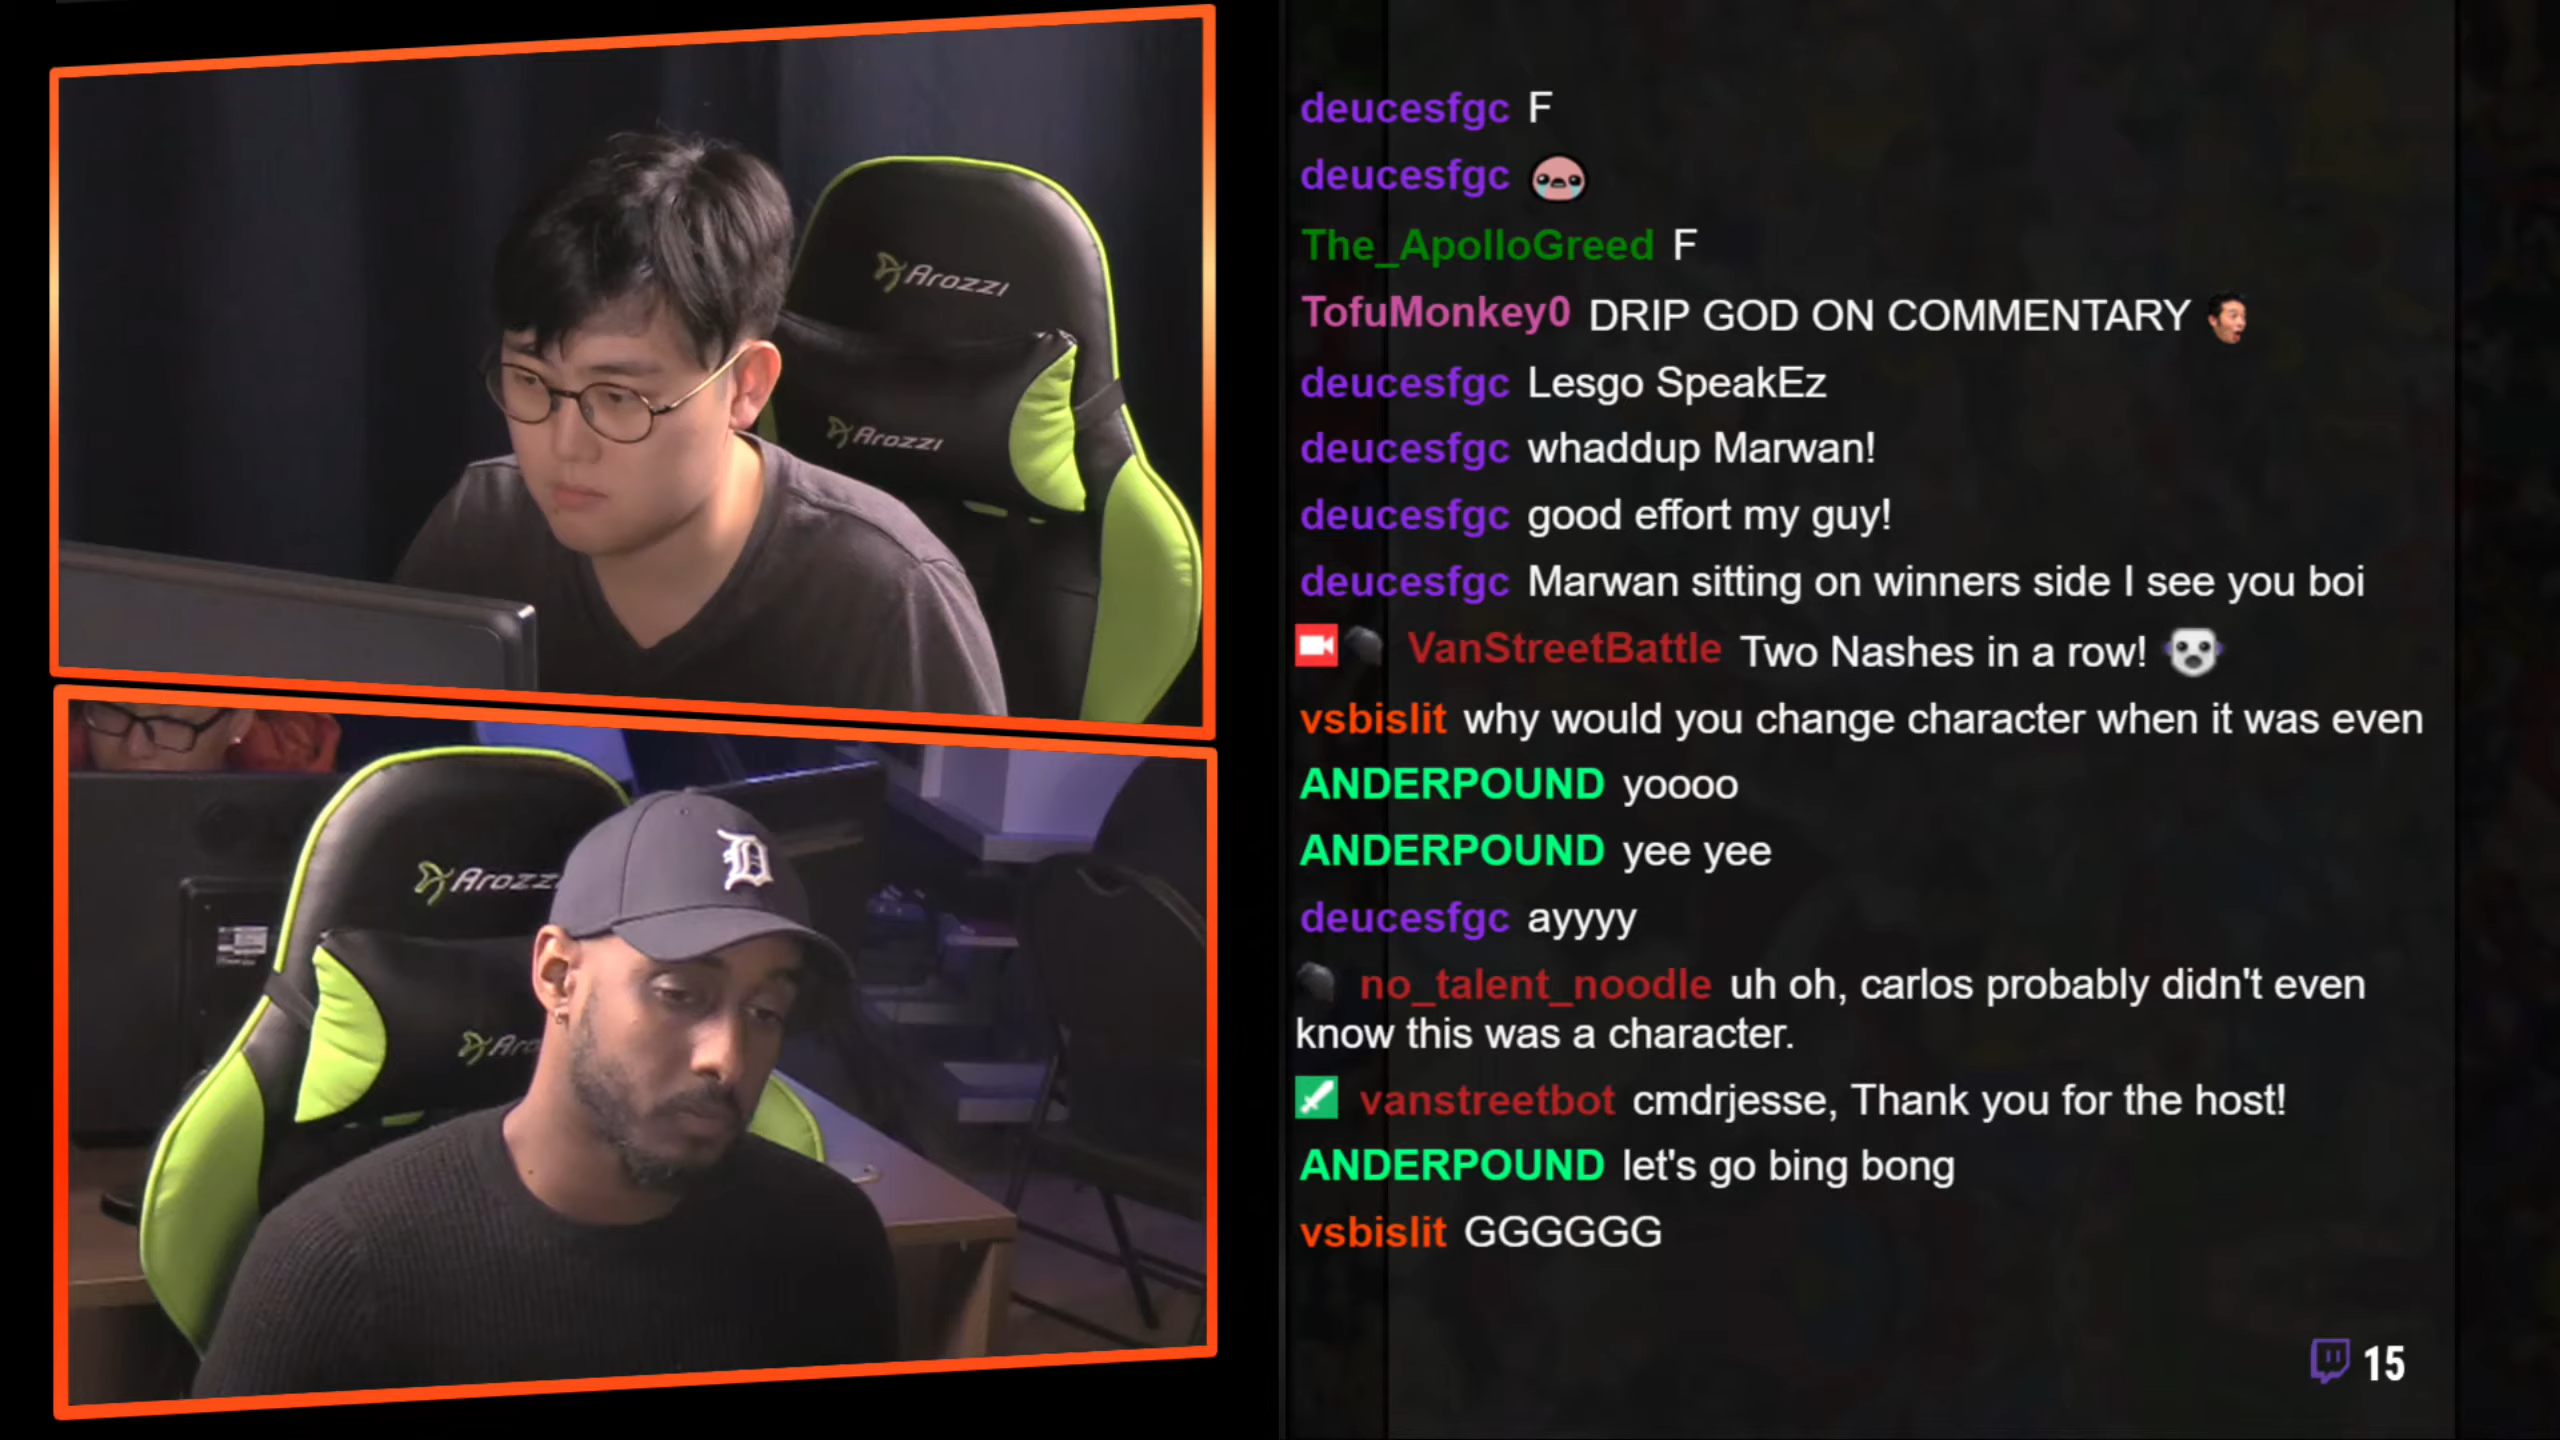 Arozzi
Arozzi
Arozz
Aro
D
deucesfgc F
deucesfgc
The_ApolloGreed F
TofuMonkey0 DRIP GOD ON COMMENTARY
deucesfgc Lesgo SpeakEz
deucesfgc whaddup Marwan!
deucesfgc good effort my guy!
deucesfgc Marwan sitting on winners side I see you boi
VanStreetBattle Two Nashes in a row!
vsbislit why would you change character when it was even
ANDERPOUND yoooo
ANDERPOUND yee yee
deucesfgc ayyyy
no_talent_noodle uh oh, carlos probably didn't even
know this was a character.
vanstreetbot cmdrjesse, Thank you for the host!
ANDERPOUND let's go bing bong
vsbislit GGGGGG
15